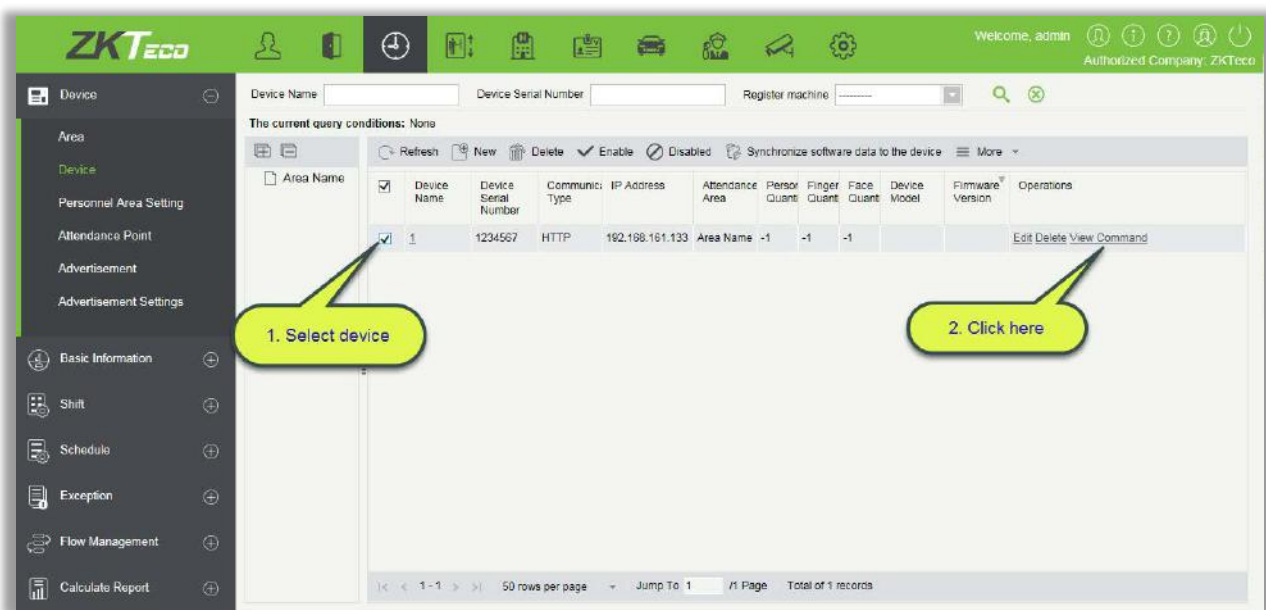 ZKTECO
Welcome, admin
Authorized Company: ZKTeco
Device
Area
Device
Personnel Area Setting
Attendance Point
Advertisement
Advertisement Settings
Basic Information
Shift
Schedule
Exception
Flow Management
Calculate Report
Device Name
Device Serial Number
Register machine ---------
The current query conditions: None
Area Name
Refresh New Delete Enable Disabled Synchronize software data to the device More
Device Name
Device Serial Number
Communic: Type
IP Address
Attendance Area
Person Quanti
Finger Quant
Face Quant
Device Model
Firmware Version
Operations
1 1234567 HTTP 192.168.161.133 Area Name -1 -1 -1 Edit Delete View Command
1. Select device
2. Click here
|< < 1-1 > >| 50 rows per page Jump To 1 /1 Page Total of 1 records